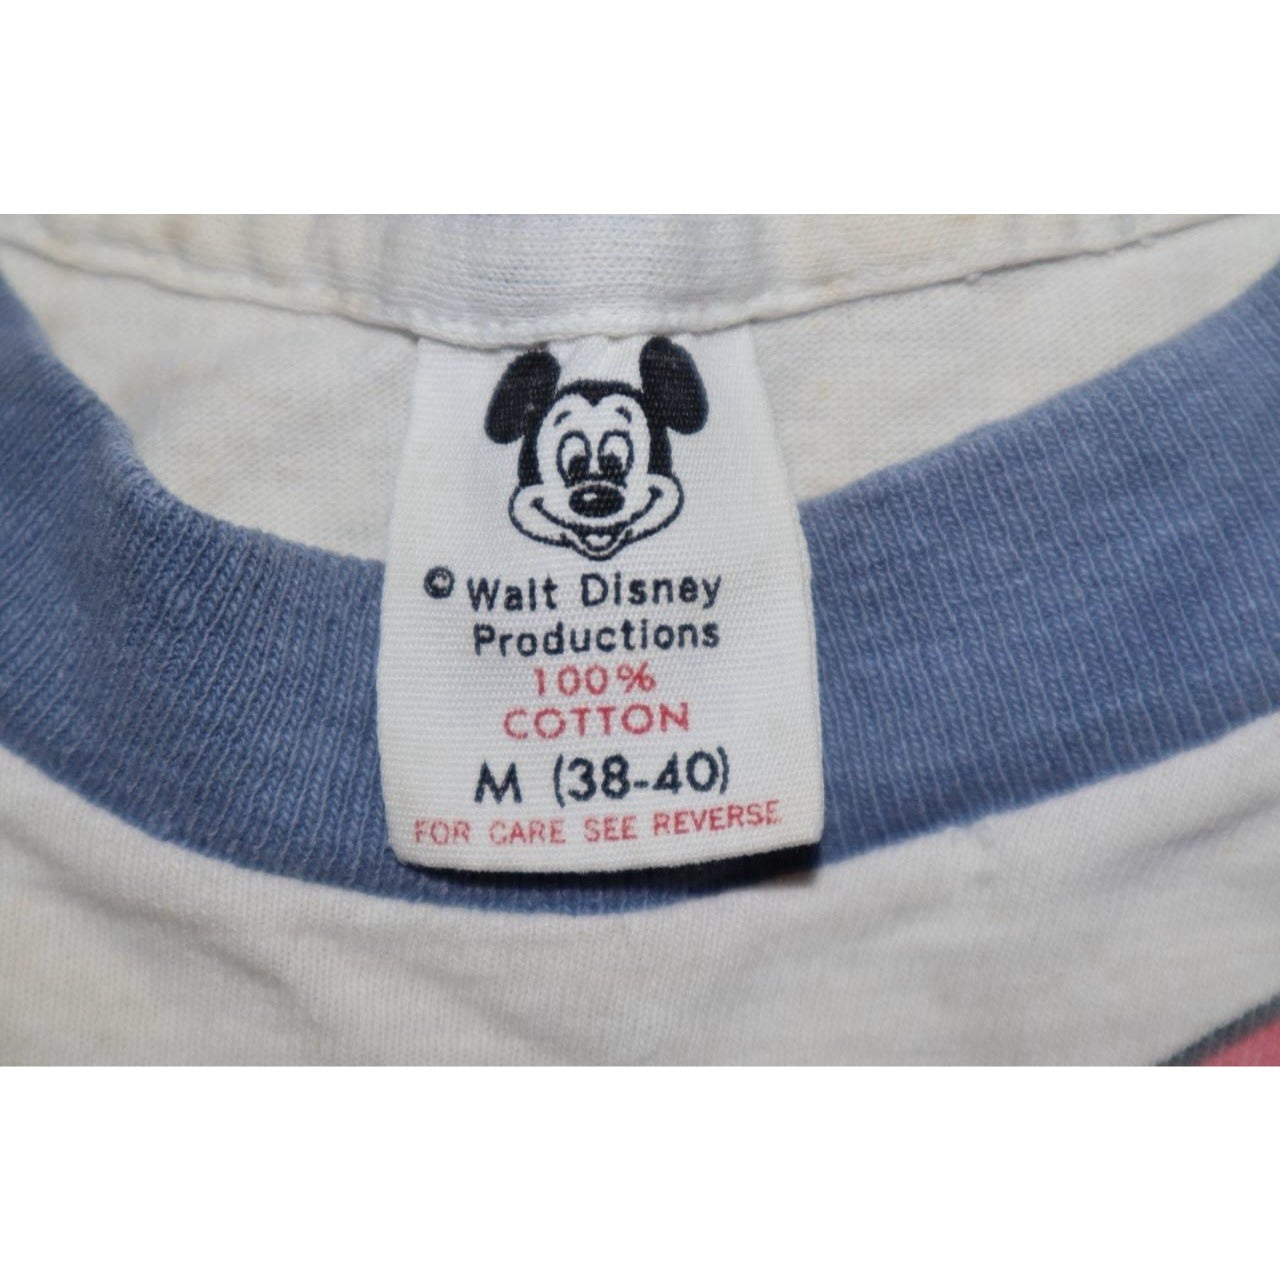 © Walt Disney
Productions
100%
COTTON
M (38-40)
FOR CARE SEE REVERSE